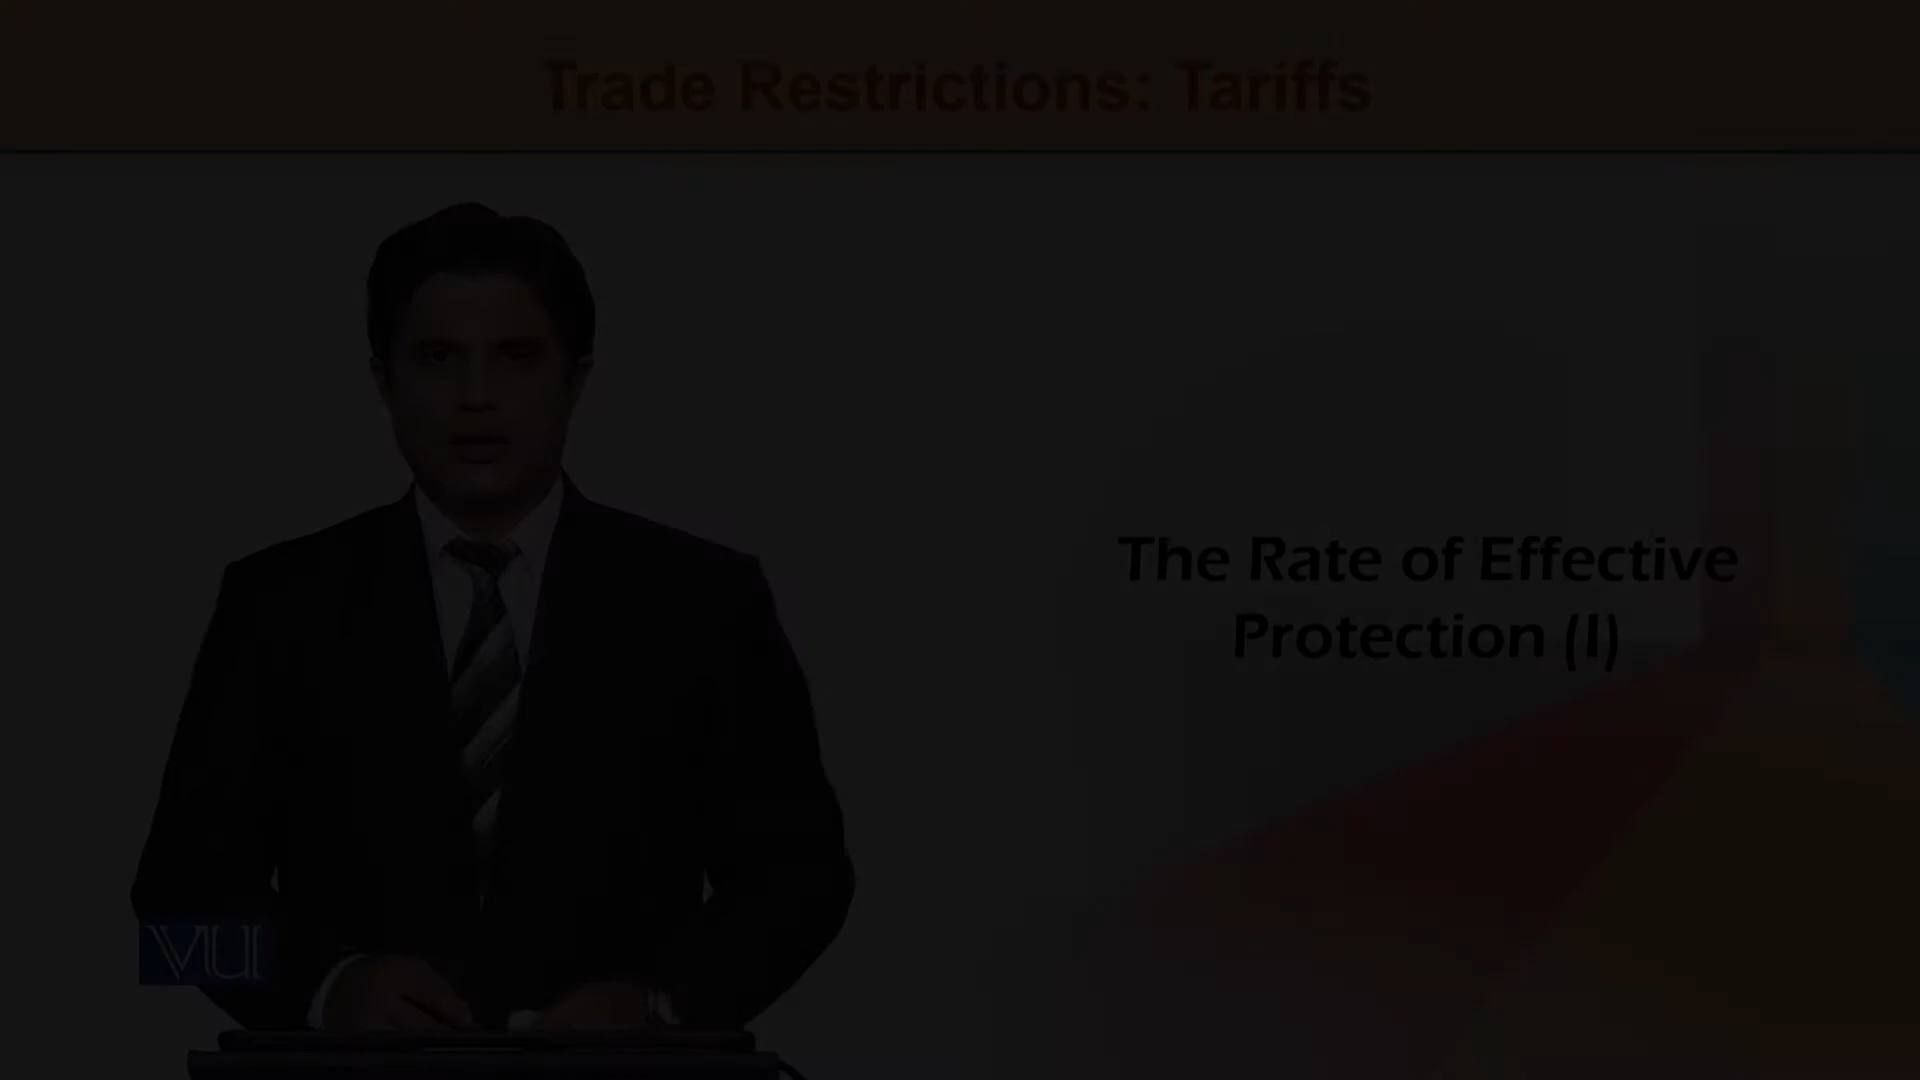 Trade Restrictions: Tariffs
The Rate of Effective
Protection (I)
VU